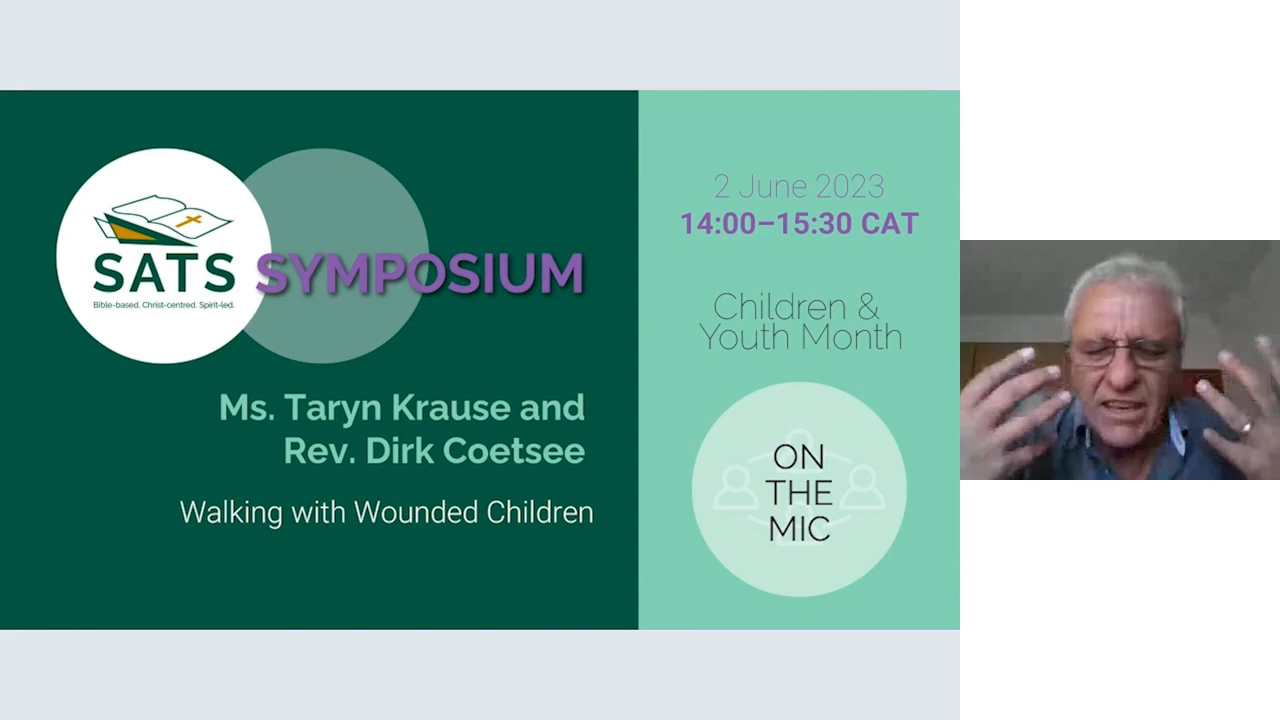 SATS
Bible-based. Christ-centred. Spirit-led.
SYMPOSIUM
Ms. Taryn Krause and
Rev. Dirk Coetsee
Walking with Wounded Children
2 June 2023
14:00–15:30 CAT
Children &
Youth Month
ON
THE
MIC